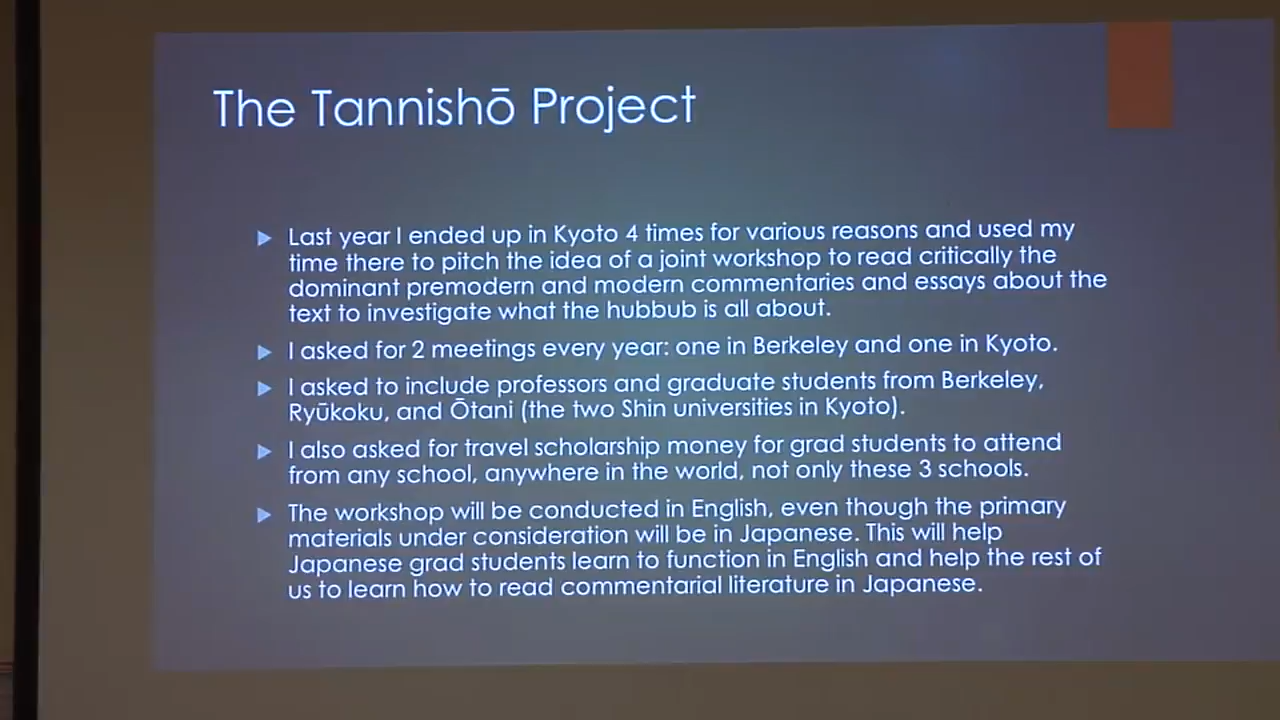 The Tannishō Project
Last year I ended up in Kyoto 4 times for various reasons and used my
time there to pitch the idea of a joint workshop to read critically the
dominant premodern and modern commentaries and essays about the
text to investigate what the hubbub is all about.
I asked for 2 meetings every year: one in Berkeley and one in Kyoto.
I asked to include professors and graduate students from Berkeley,
Ryūkoku, and Ōtani (the two Shin universities in Kyoto).
I also asked for travel scholarship money for grad students to attend
from any school, anywhere in the world, not only these 3 schools.
The workshop will be conducted in English, even though the primary
materials under consideration will be in Japanese. This will help
Japanese grad students learn to function in English and help the rest of
us to learn how to read commentarial literature in Japanese.